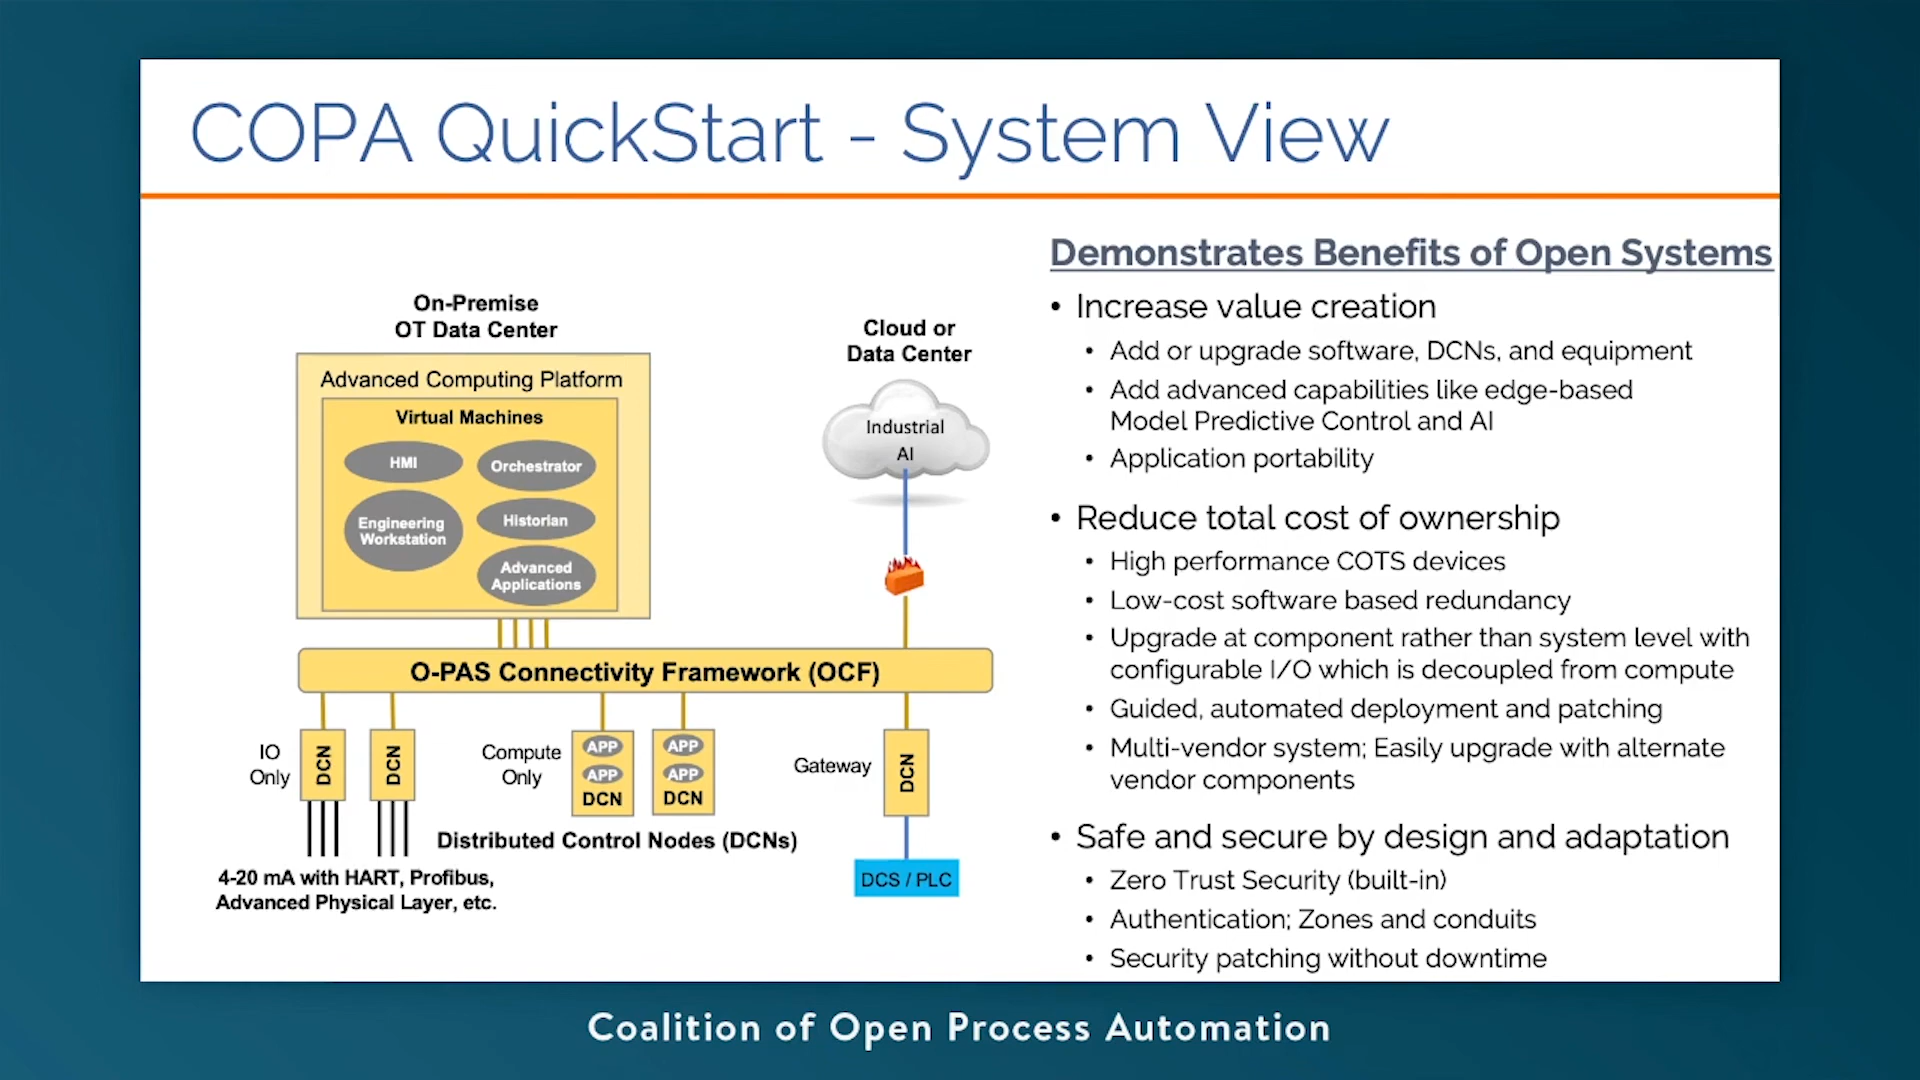 COPA QuickStart - System View
On-Premise
OT Data Center
Advanced Computing Platform
Virtual Machines
HMI
Orchestrator
Engineering
Workstation
Historian
Advanced
Applications
Cloud or
Data Center
Industrial
AI
O-PAS Connectivity Framework (OCF)
IO
Only
DCN
DCN
Compute
Only
APP
APP
DCN
APP
APP
DCN
Gateway
DCN
Distributed Control Nodes (DCNs)
4-20 mA with HART, Profibus,
Advanced Physical Layer, etc.
DCS / PLC
Demonstrates Benefits of Open Systems
• Increase value creation
• Add or upgrade software, DCNs, and equipment
• Add advanced capabilities like edge-based
Model Predictive Control and AI
• Application portability
• Reduce total cost of ownership
• High performance COTS devices
• Low-cost software based redundancy
• Upgrade at component rather than system level with
configurable I/O which is decoupled from compute
• Guided, automated deployment and patching
• Multi-vendor system; Easily upgrade with alternate
vendor components
• Safe and secure by design and adaptation
• Zero Trust Security (built-in)
• Authentication; Zones and conduits
• Security patching without downtime
Coalition of Open Process Automation